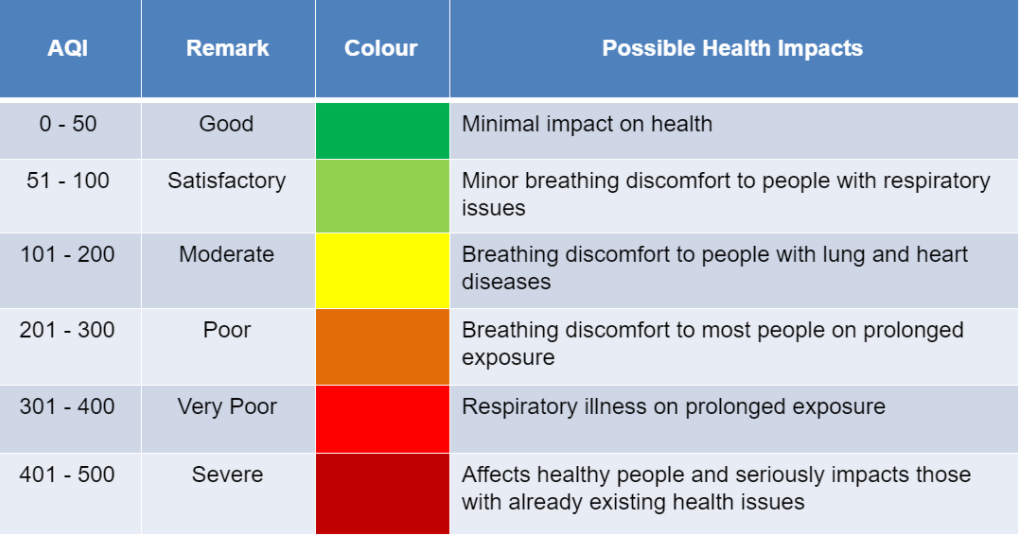 AQI Remark Colour Possible Health Impacts
0 - 50 Good Minimal impact on health
51 - 100 Satisfactory Minor breathing discomfort to people with respiratory
issues
101 - 200 Moderate Breathing discomfort to people with lung and heart
diseases
201 - 300 Poor Breathing discomfort to most people on prolonged
exposure
301 - 400 Very Poor Respiratory illness on prolonged exposure
401 - 500 Severe Affects healthy people and seriously impacts those
with already existing health issues